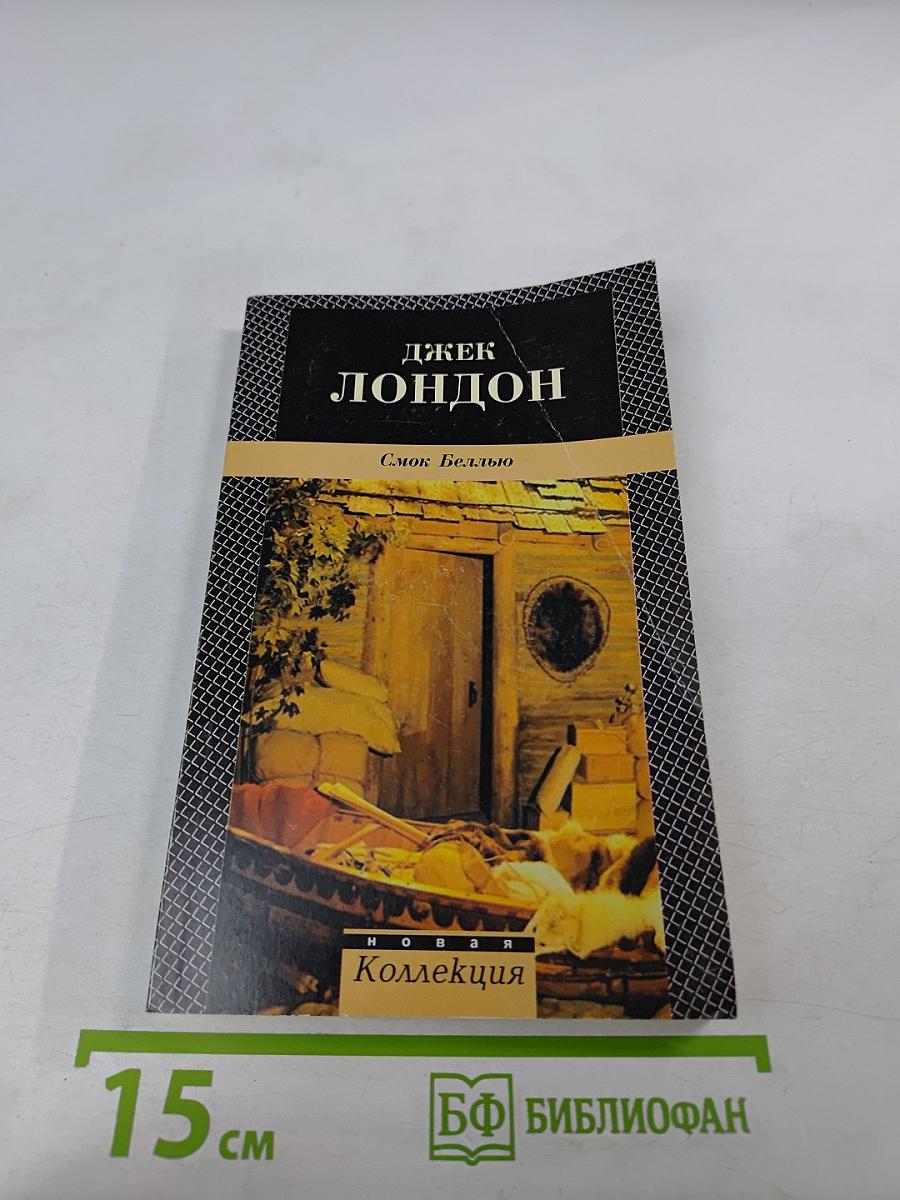 ДЖЕК
ЛОНДОН
Смок Беллью
новая
Коллекция
15 см
БФ БИБЛИОФАН